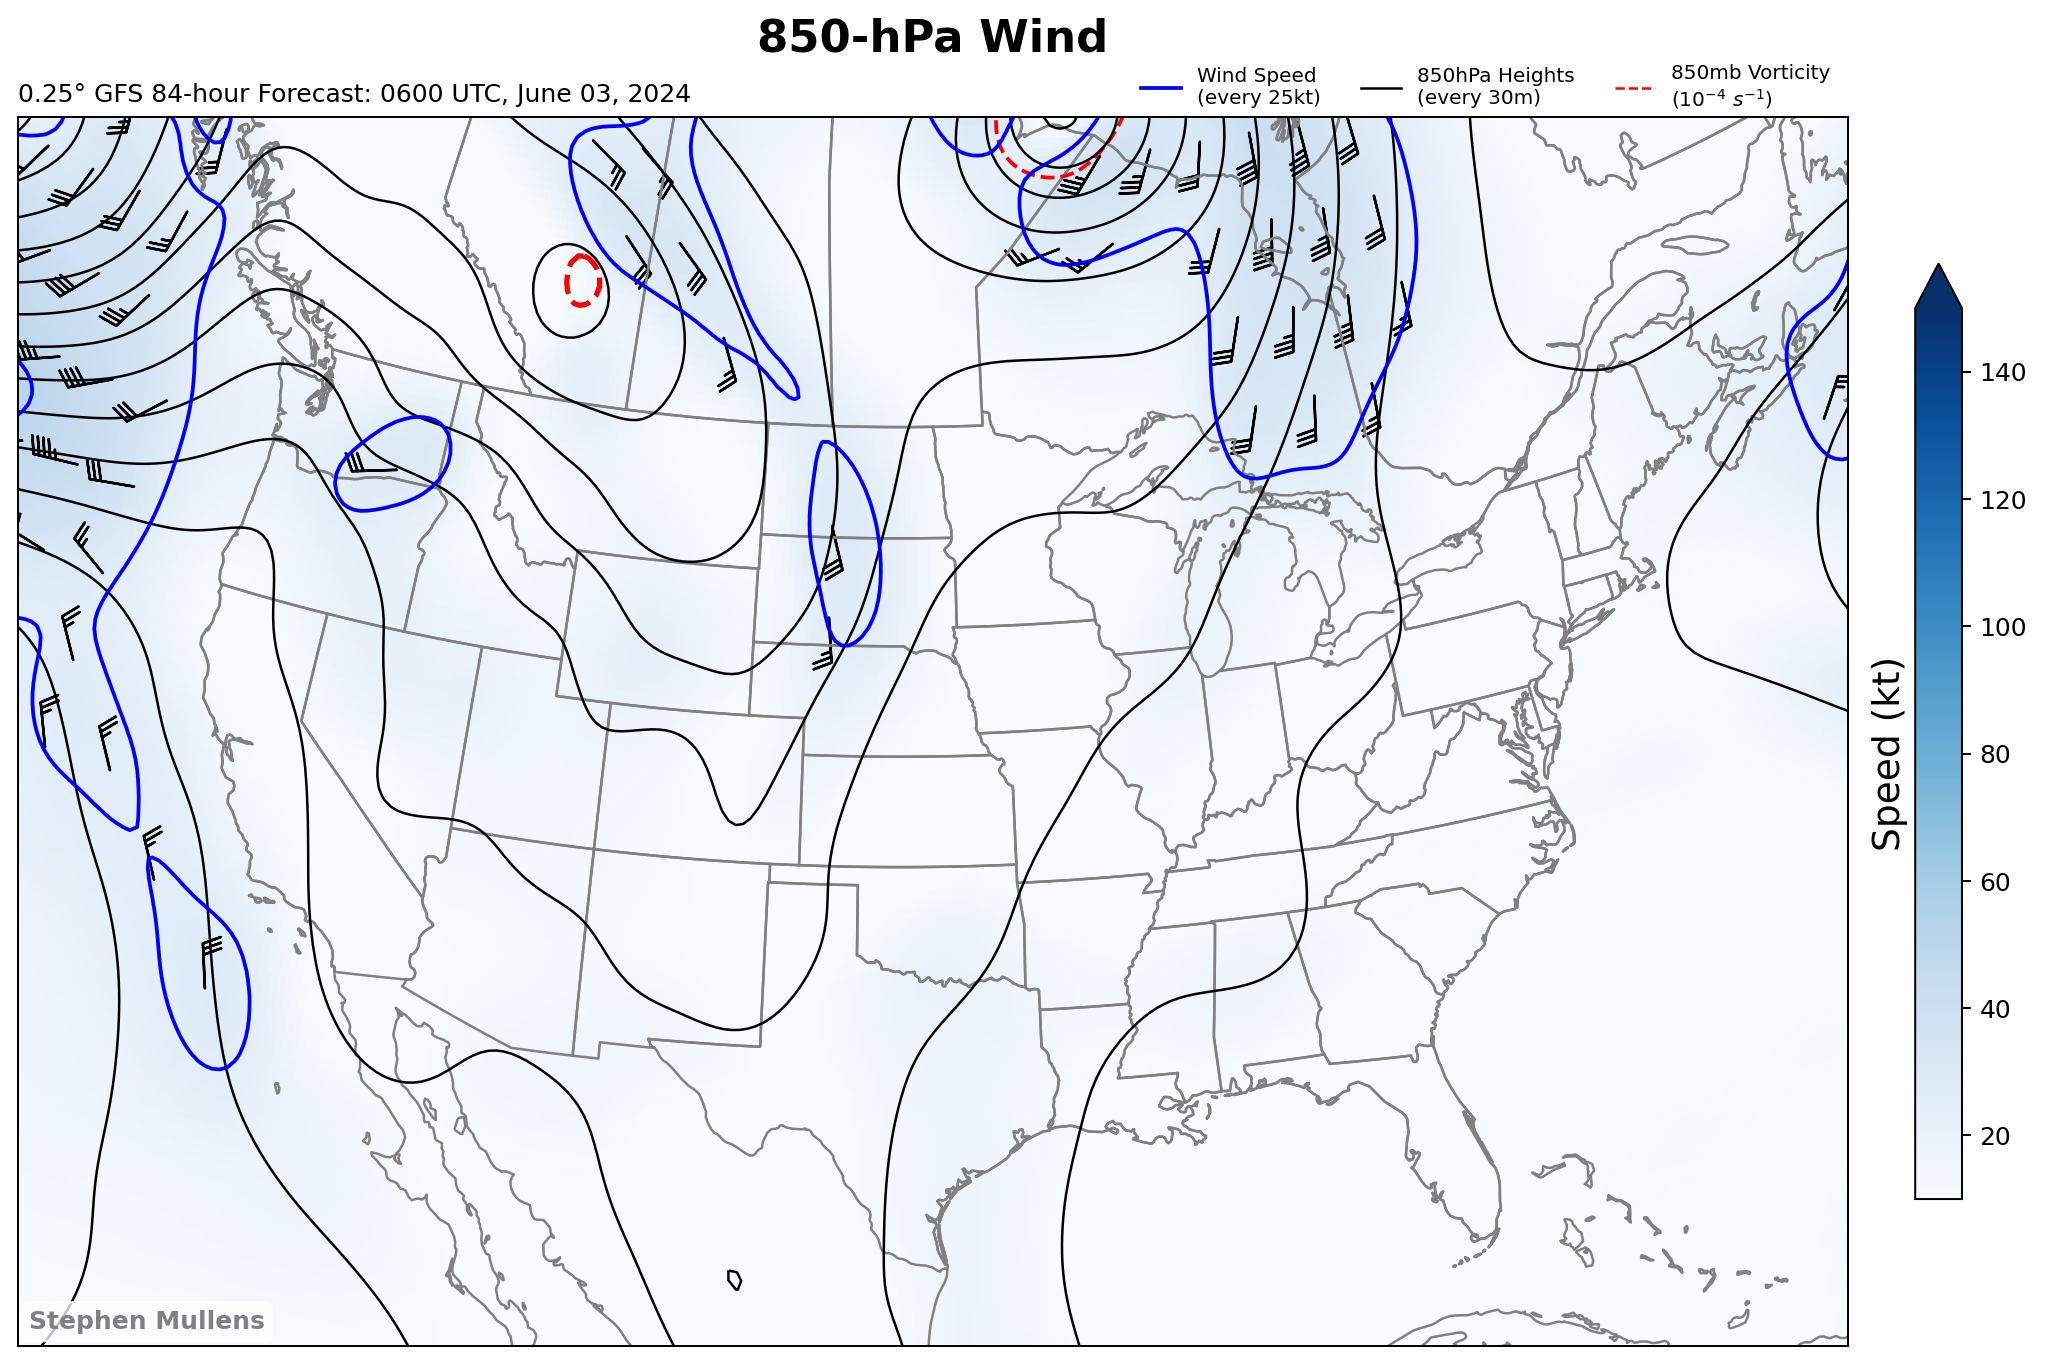 850-hPa Wind
0.25° GFS 84-hour Forecast: 0600 UTC, June 03, 2024
Wind Speed
(every 25kt)
850hPa Heights
(every 30m)
850mb Vorticity
(10⁻⁴ s⁻¹)
140
120
100
80
60
40
20
Speed (kt)
Stephen Mullens